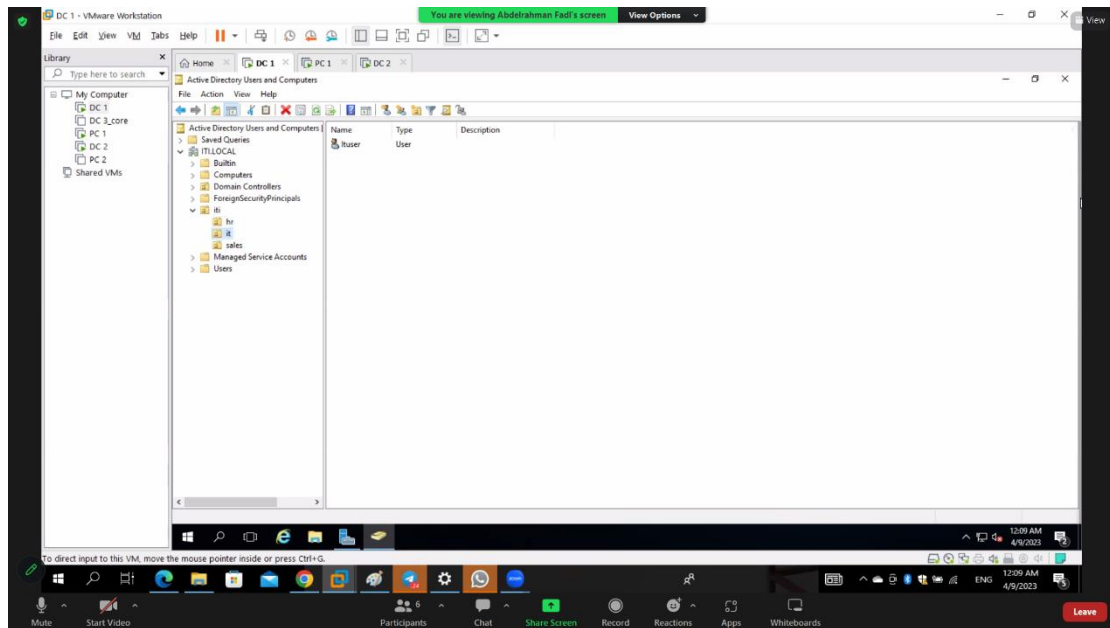 DC 1 - VMware Workstation
You are viewing Abdelrahman Fadl's screen
View Options
View
File Edit View VM Tabs Help
Library
Type here to search
My Computer
DC 1
DC 3_core
PC 1
DC 2
PC 2
Shared VMs
Home
DC 1
PC 1
DC 2
Active Directory Users and Computers
File Action View Help
Active Directory Users and Computers [
Saved Queries
ITI.LOCAL
Builtin
Computers
Domain Controllers
ForeignSecurityPrincipals
iti
hr
it
sales
Managed Service Accounts
Users
Name Type Description
Ituser User
12:09 AM
4/9/2023
To direct input to this VM, move the mouse pointer inside or press Ctrl+G.
ENG
12:09 AM
4/9/2023
Mute
Start Video
Participants
6
Chat
Share Screen
Record
Reactions
Apps
Whiteboards
Leave